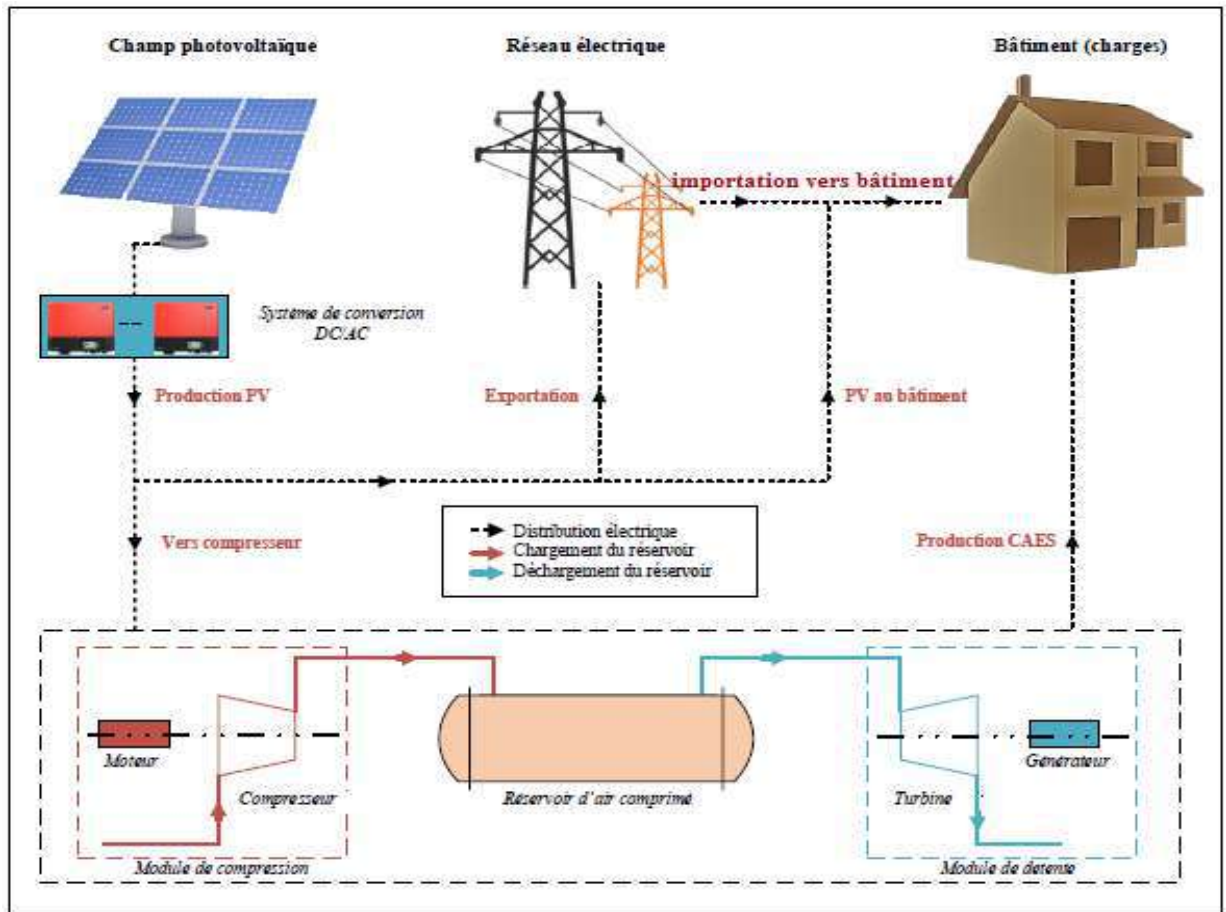 Champ photovoltaïque
Réseau électrique
Bâtiment (charges)
importation vers bâtiment
Système de conversion
DC/AC
Production PV
Exportation
PV au bâtiment
Vers compresseur
Distribution électrique
Chargement du réservoir
Déchargement du réservoir
Production CAES
Moteur
Compresseur
Réservoir d'air comprimé
Turbine
Générateur
Module de compression
Module de détente